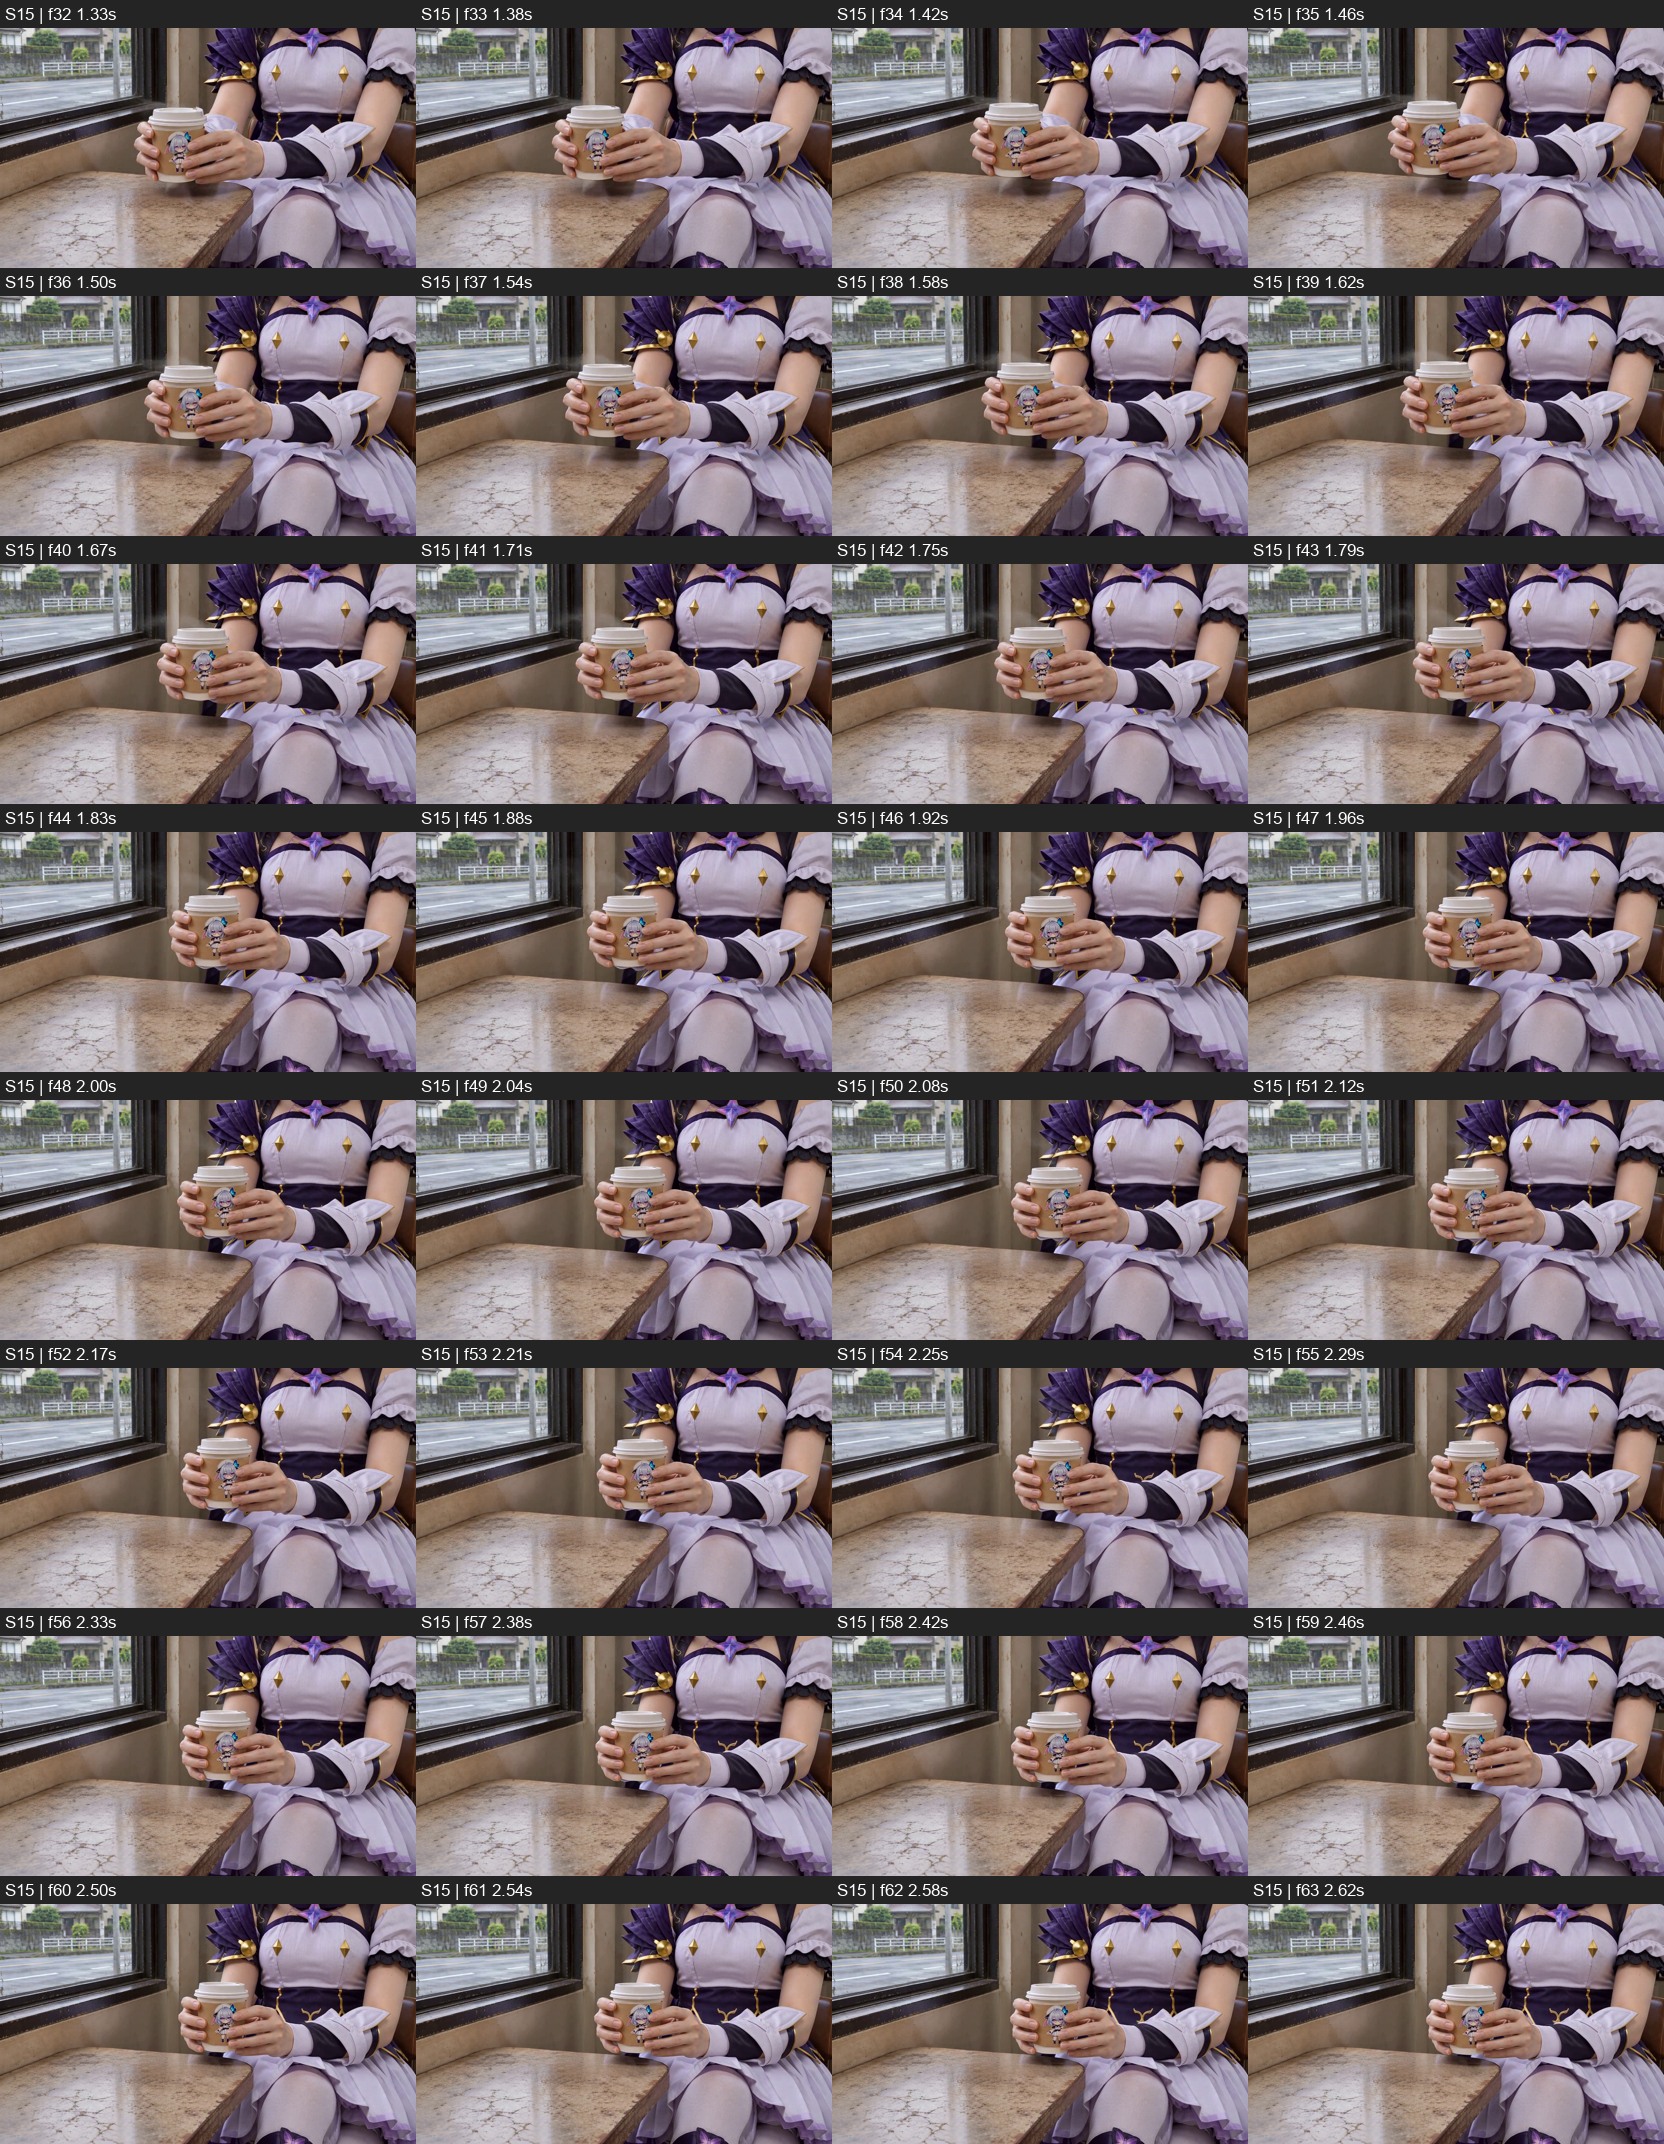 S15 | f32 1.33s
S15 | f33 1.38s
S15 | f34 1.42s
S15 | f35 1.46s
S15 | f36 1.50s
S15 | f37 1.54s
S15 | f38 1.58s
S15 | f39 1.62s
S15 | f40 1.67s
S15 | f41 1.71s
S15 | f42 1.75s
S15 | f43 1.79s
S15 | f44 1.83s
S15 | f45 1.88s
S15 | f46 1.92s
S15 | f47 1.96s
S15 | f48 2.00s
S15 | f49 2.04s
S15 | f50 2.08s
S15 | f51 2.12s
S15 | f52 2.17s
S15 | f53 2.21s
S15 | f54 2.25s
S15 | f55 2.29s
S15 | f56 2.33s
S15 | f57 2.38s
S15 | f58 2.42s
S15 | f59 2.46s
S15 | f60 2.50s
S15 | f61 2.54s
S15 | f62 2.58s
S15 | f63 2.62s